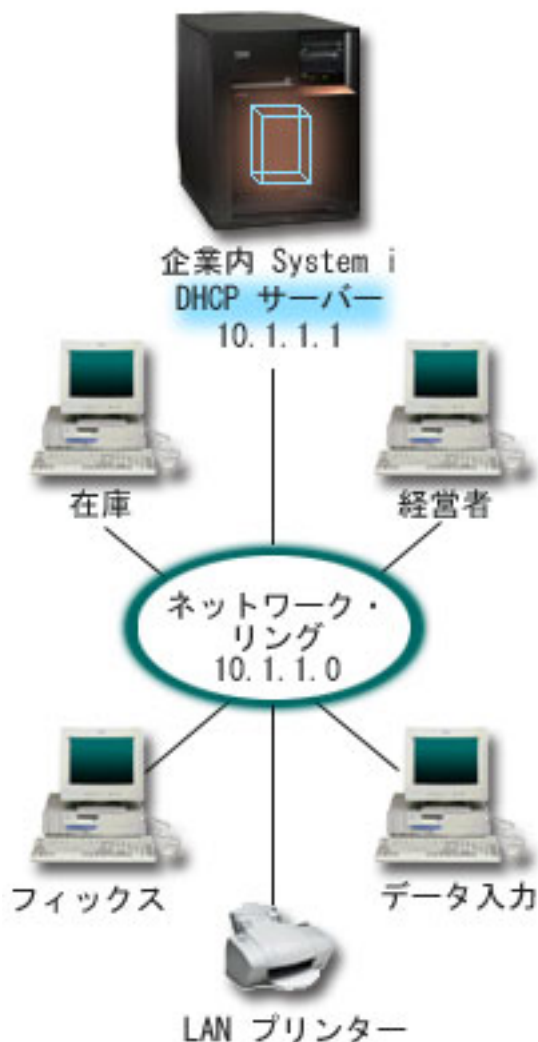 企業内 System i
DHCP サーバー
10.1.1.1
在庫
経営者
ネットワーク・
リング
10.1.1.0
フィックス
データ入力
LAN プリンター